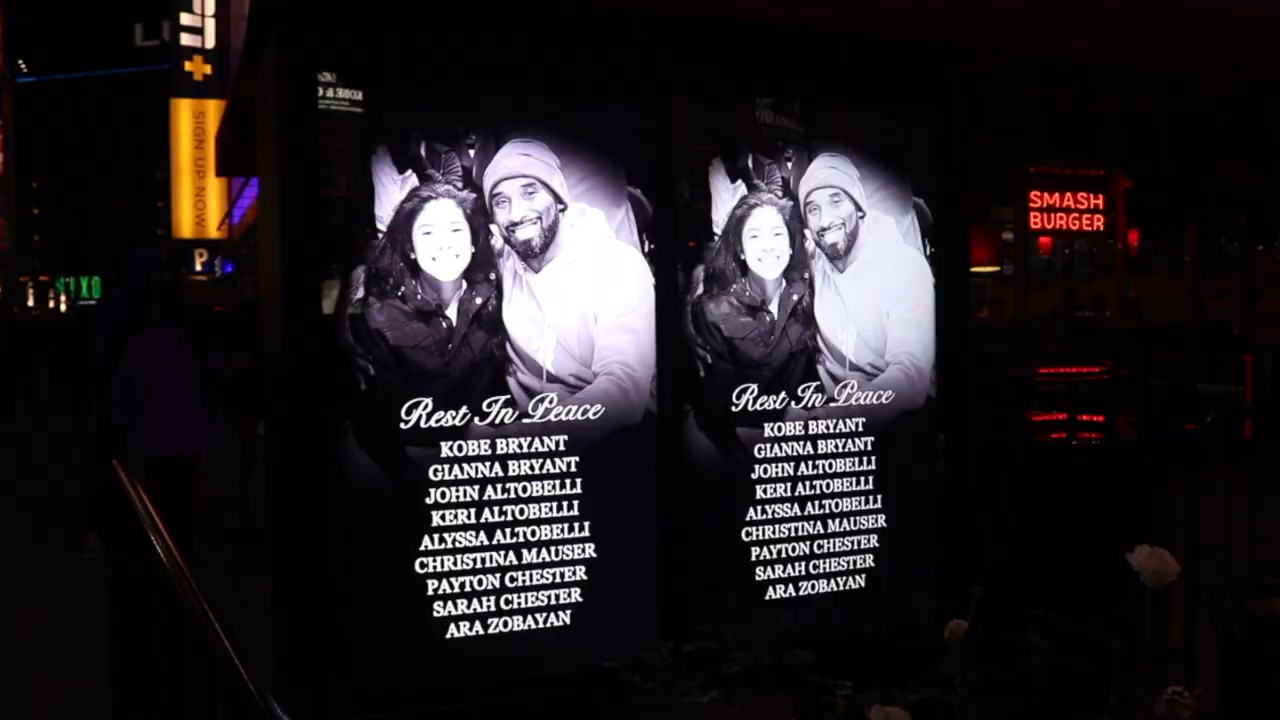 SIGN UP NOW
P
SMASH
BURGER
Rest In Peace
KOBE BRYANT
GIANNA BRYANT
JOHN ALTOBELLI
KERI ALTOBELLI
ALYSSA ALTOBELLI
CHRISTINA MAUSER
PAYTON CHESTER
SARAH CHESTER
ARA ZOBAYAN
Rest In Peace
KOBE BRYANT
GIANNA BRYANT
JOHN ALTOBELLI
KERI ALTOBELLI
ALYSSA ALTOBELLI
CHRISTINA MAUSER
PAYTON CHESTER
SARAH CHESTER
ARA ZOBAYAN